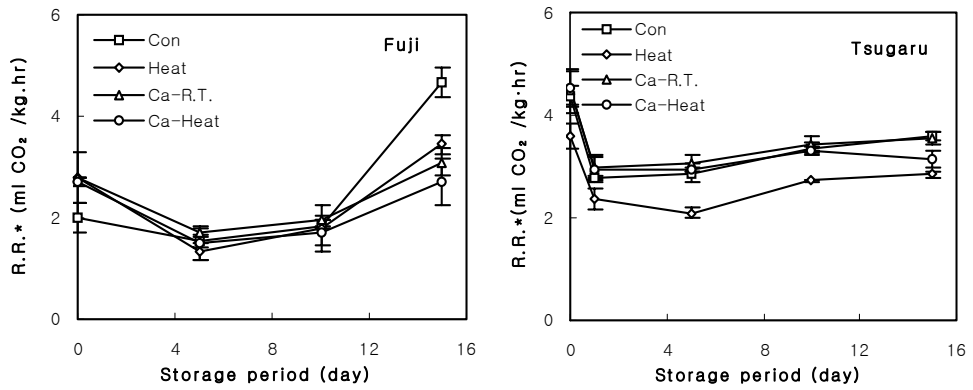 6
4
2
0
R.R.* (ml CO₂ /kg.hr)
Con
Heat
Ca-R.T.
Ca-Heat
Fuji
0 4 8 12 16
Storage period (day)
6
4
2
0
R.R.*(ml CO₂ /kg·hr)
Con
Heat
Ca-R.T.
Ca-Heat
Tsugaru
0 4 8 12 16
Storage period (day)